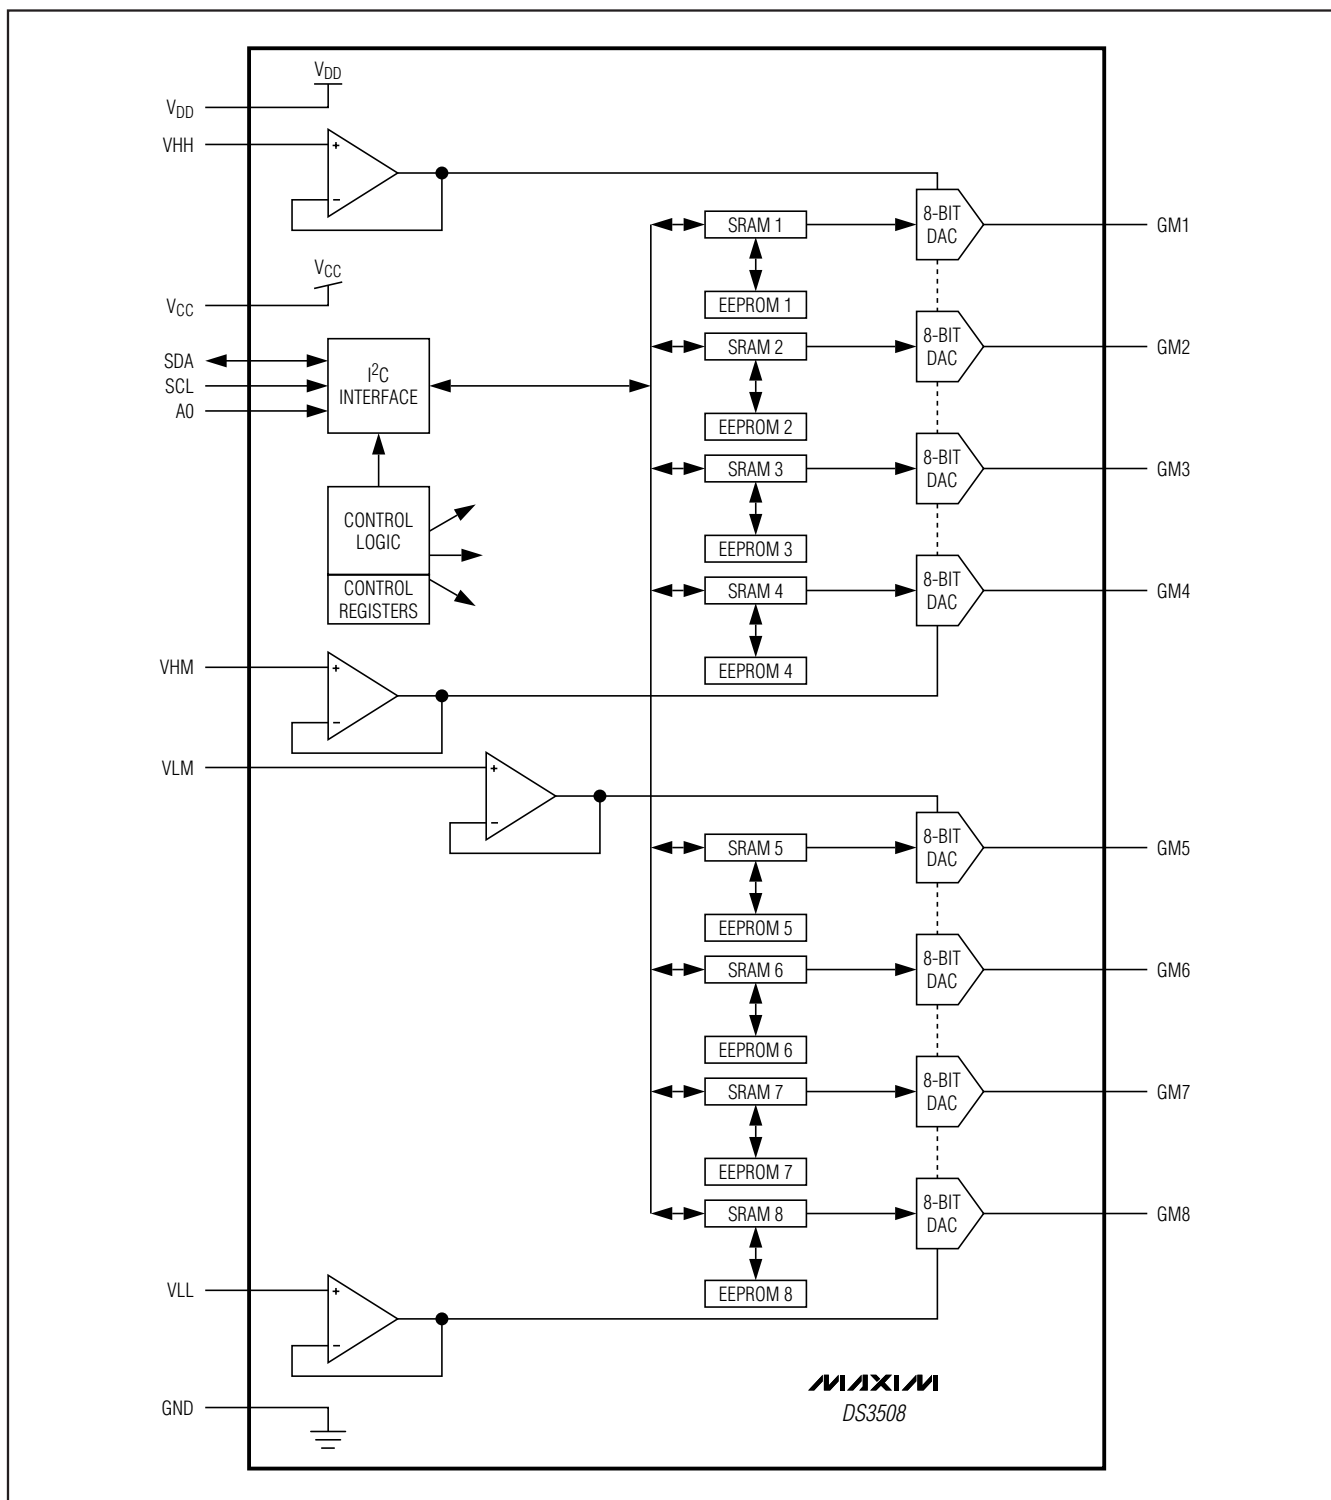 VDD
VDD
VHH
+
−
8-BIT
DAC
SRAM 1
GM1
VCC
EEPROM 1
VCC
SRAM 2
8-BIT
DAC
GM2
SDA
SCL
A0
I2C
INTERFACE
EEPROM 2
SRAM 3
8-BIT
DAC
GM3
CONTROL
LOGIC
EEPROM 3
CONTROL
REGISTERS
SRAM 4
8-BIT
DAC
GM4
VHM
+
−
EEPROM 4
VLM
+
−
SRAM 5
8-BIT
DAC
GM5
EEPROM 5
SRAM 6
8-BIT
DAC
GM6
EEPROM 6
SRAM 7
8-BIT
DAC
GM7
EEPROM 7
SRAM 8
8-BIT
DAC
GM8
VLL
+
−
EEPROM 8
MAXIM
DS3508
GND